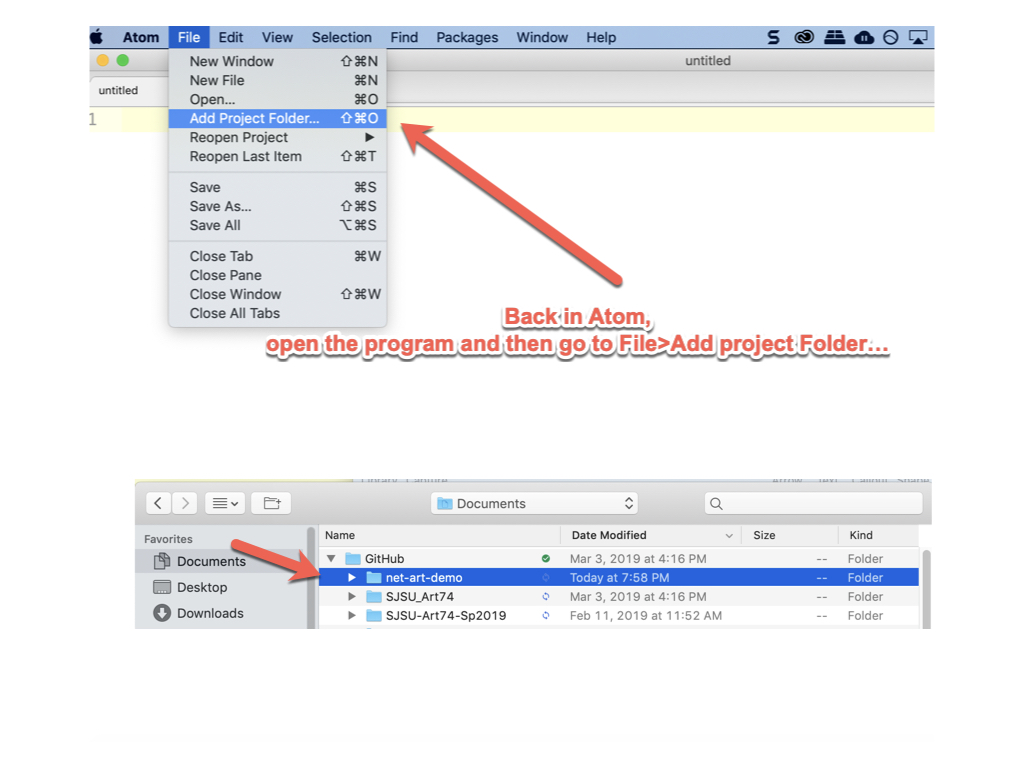 Atom File Edit View Selection Find Packages Window Help
untitled
untitled
1
New Window ⇧⌘N
New File ⌘N
Open... ⌘O
Add Project Folder... ⇧⌘O
Reopen Project
Reopen Last Item ⇧⌘T
Save ⌘S
Save As... ⇧⌘S
Save All ⌥⌘S
Close Tab ⌘W
Close Pane
Close Window ⇧⌘W
Close All Tabs
Back in Atom,
open the program and then go to File>Add project Folder...
Documents
Favorites
Documents
Desktop
Downloads
Name Date Modified Size Kind
GitHub Mar 3, 2019 at 4:16 PM -- Folder
net-art-demo Today at 7:58 PM -- Folder
SJSU_Art74 Mar 3, 2019 at 4:16 PM -- Folder
SJSU-Art74-Sp2019 Feb 11, 2019 at 11:52 AM -- Folder